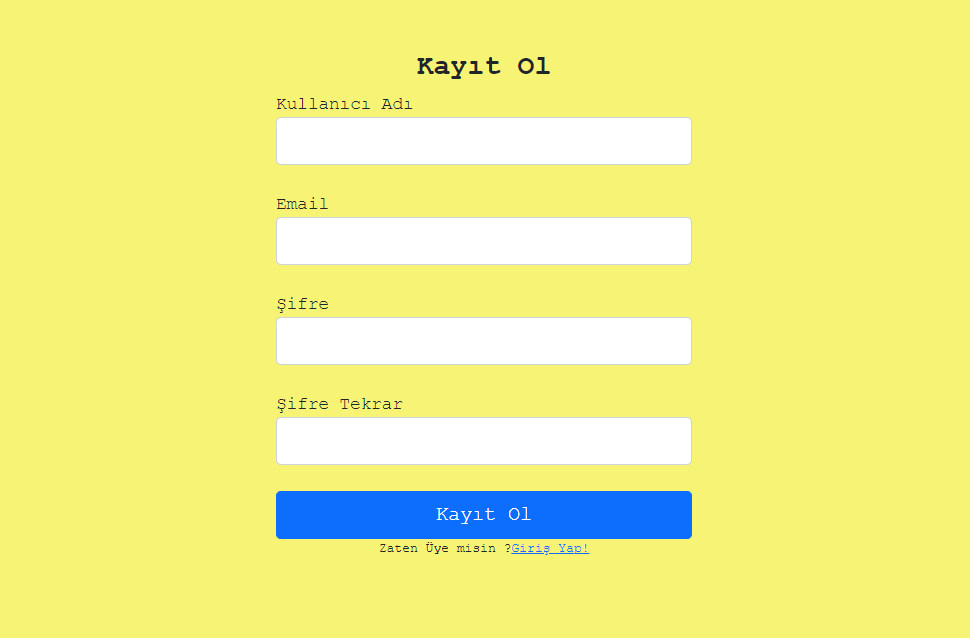 Kayıt Ol
Kullanıcı Adı
Email
Şifre
Şifre Tekrar
Kayıt Ol
Zaten Üye misin ?Giriş Yap!